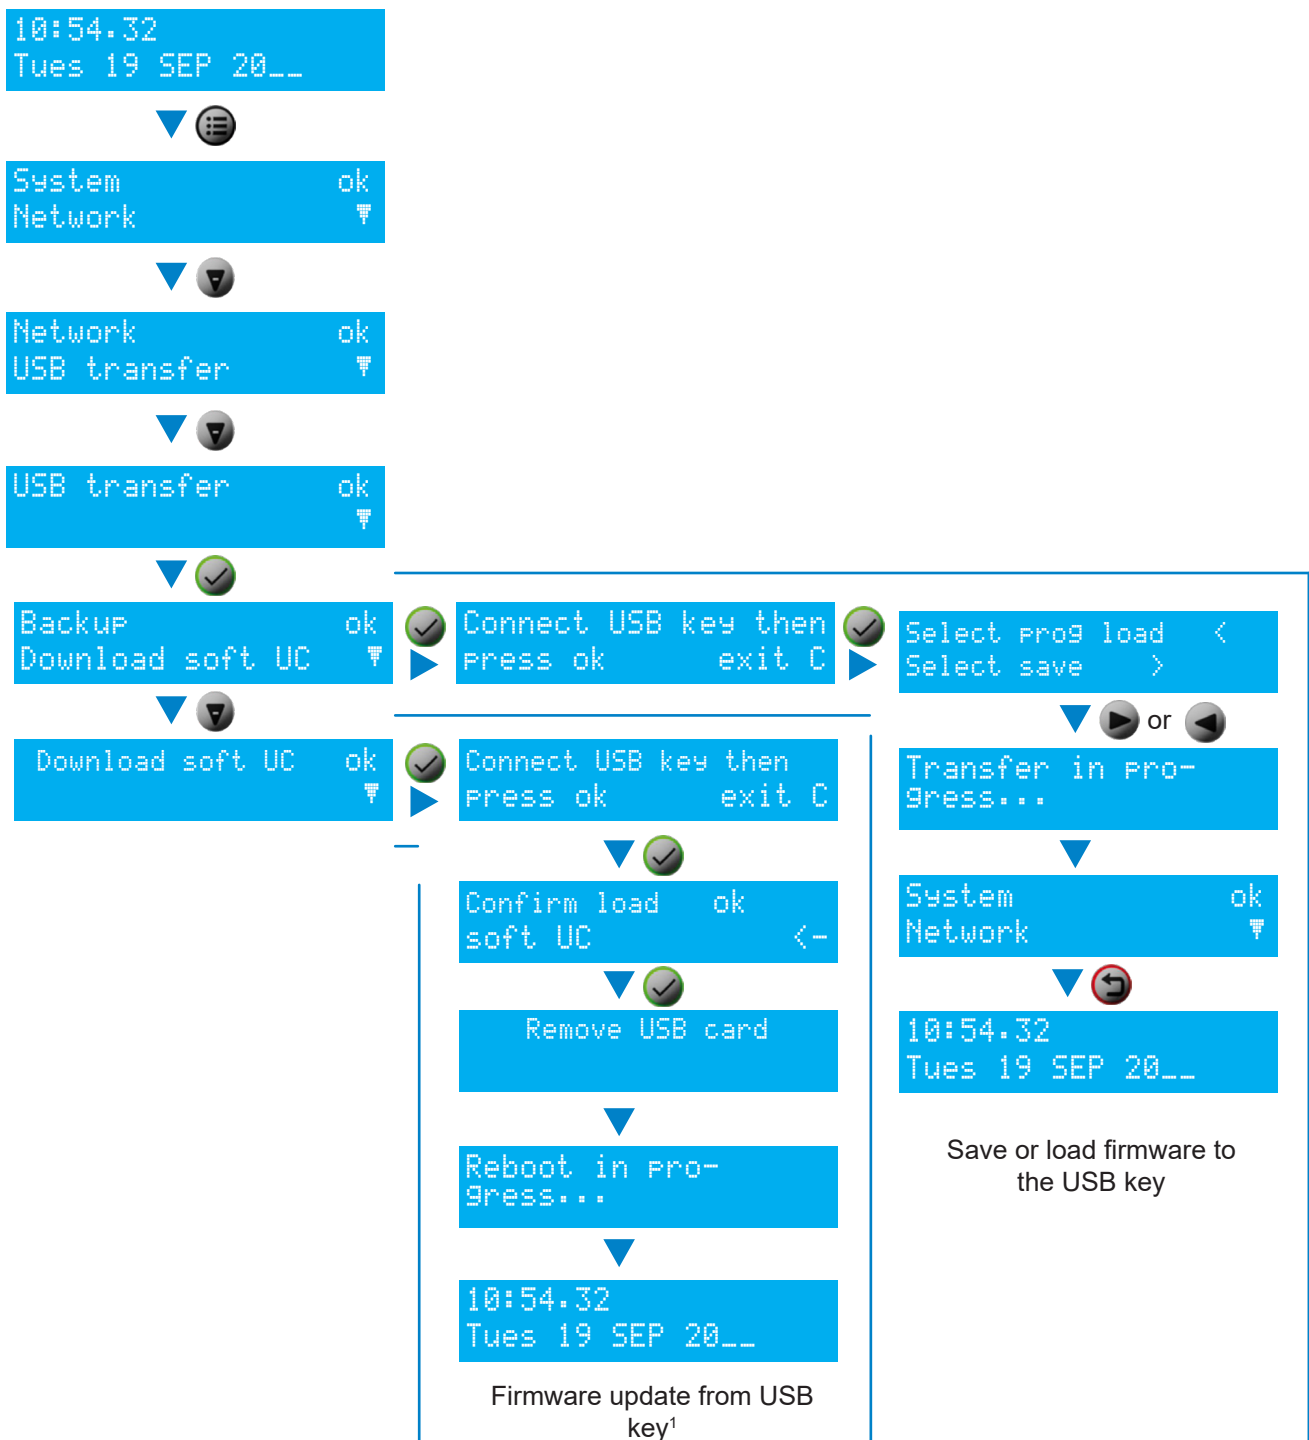 10:54.32
Tues 19 SEP 20__
System ok
Network
Network ok
USB transfer
USB transfer ok
Backup ok
Download soft UC
Connect USB key then
press ok exit C
Select prog load <
Select save >
or
Transfer in pro-
gress...
System ok
Network
10:54.32
Tues 19 SEP 20__
Save or load firmware to
the USB key
Download soft UC ok
Connect USB key then
press ok exit C
Confirm load ok
soft UC <-
Remove USB card
Reboot in pro-
gress...
10:54.32
Tues 19 SEP 20__
Firmware update from USB
key¹